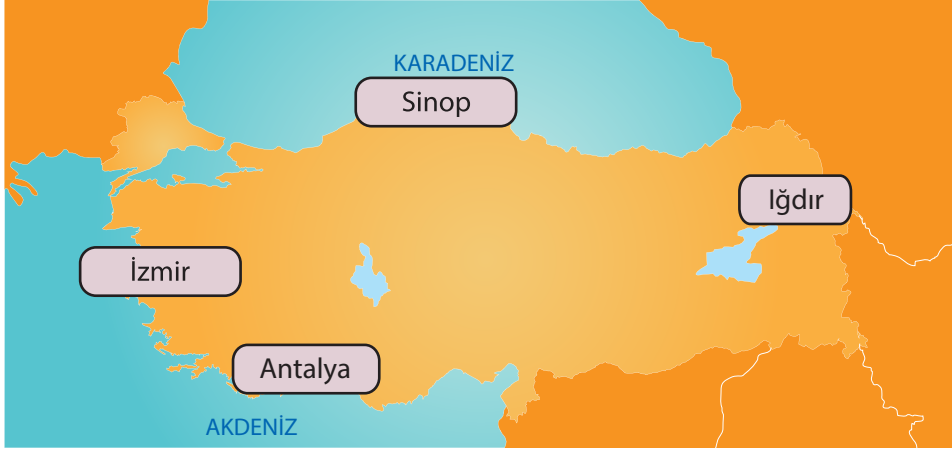 KARADENİZ
Sinop
Iğdır
İzmir
Antalya
AKDENİZ